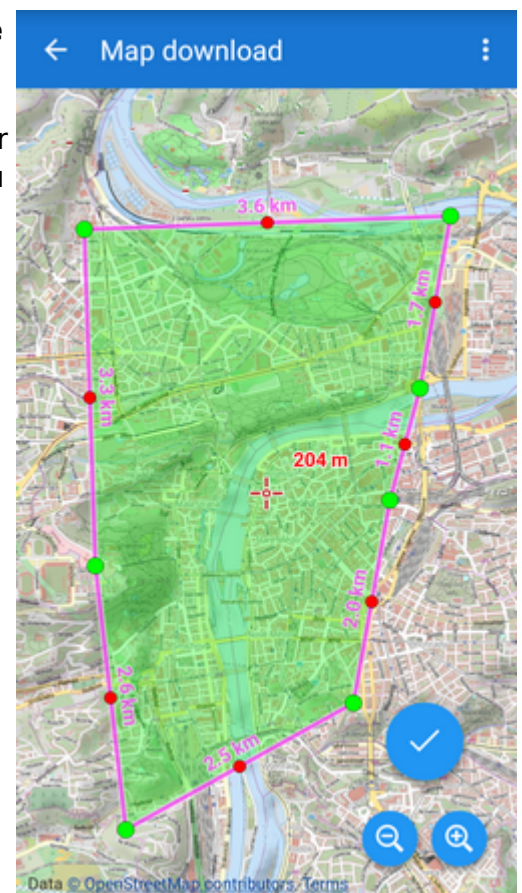 e
Map download
r
u
3.6 km
1.7 km
3.3 km
1.1 km
204 m
2.0 km
2.6 km
2.5 km
Data © OpenStreetMap contributors, Terms